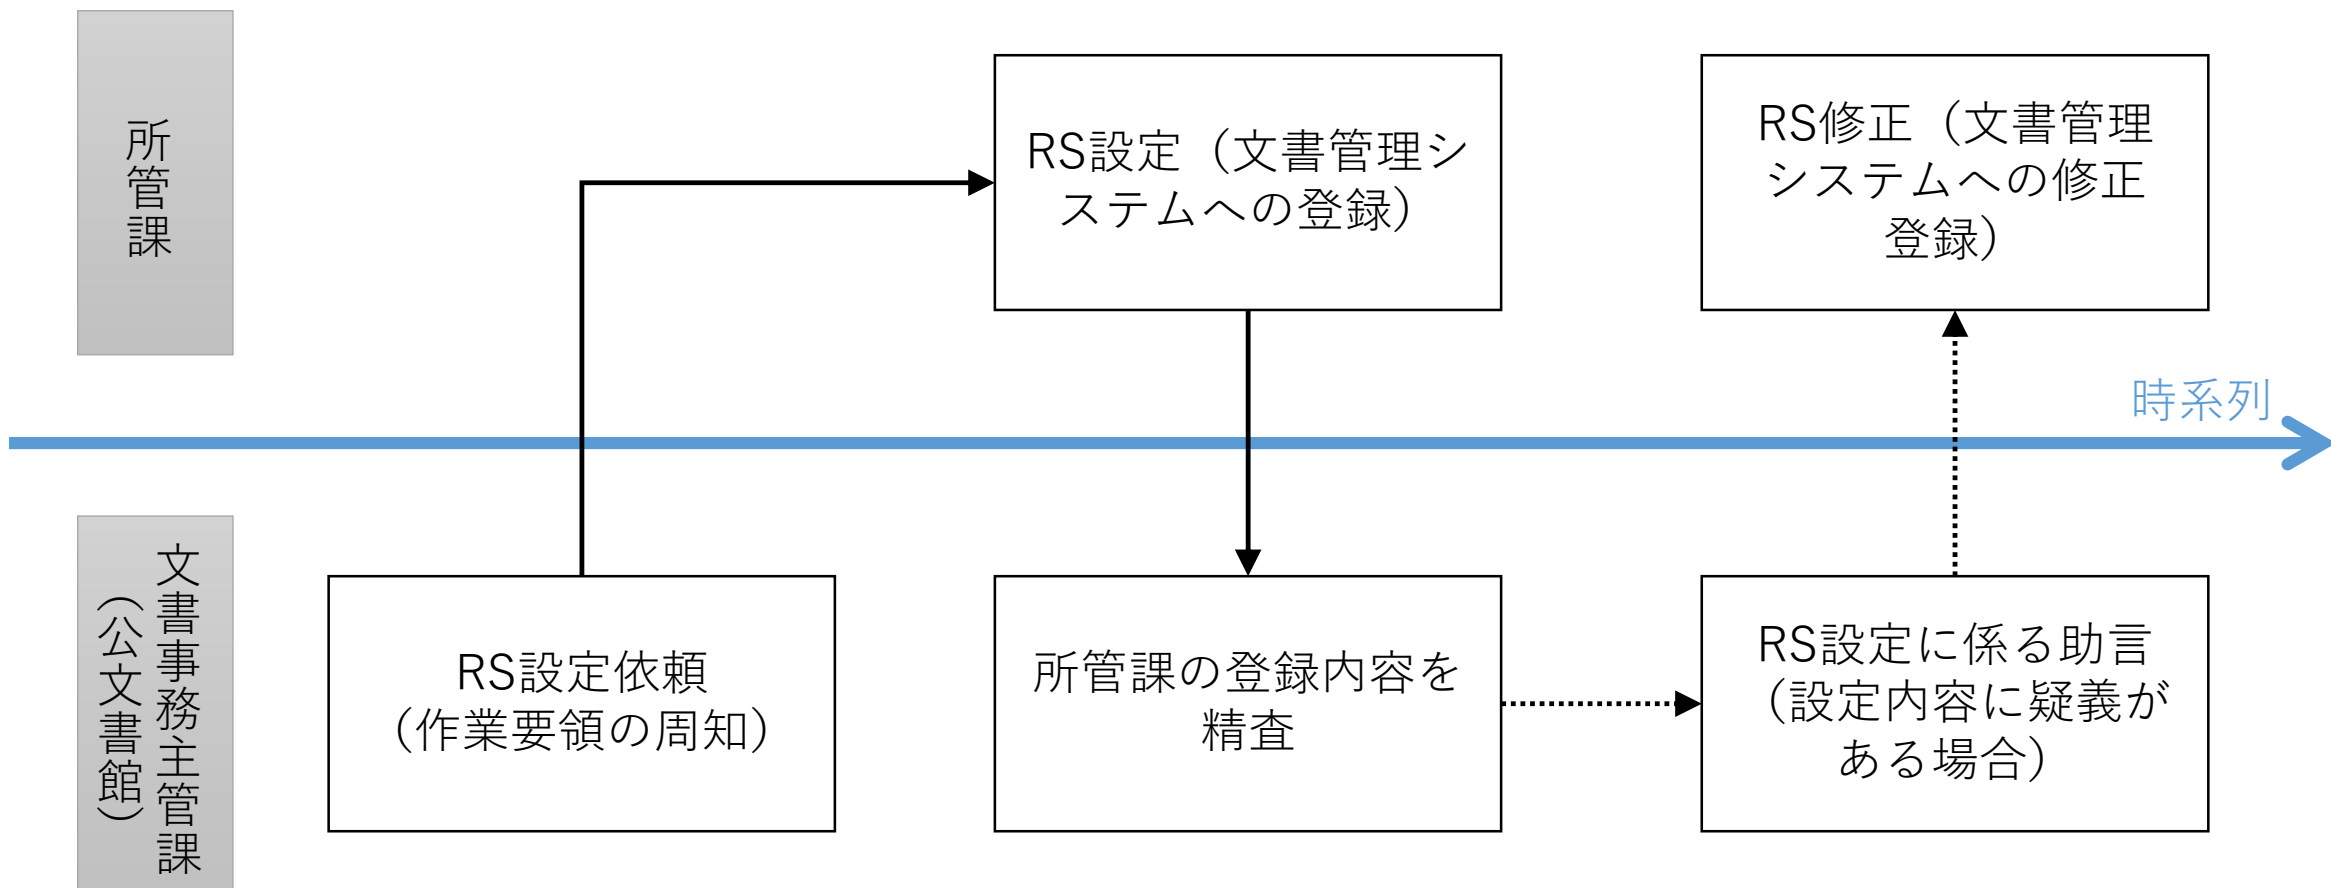 所管課
RS設定（文書管理シ
ステムへの登録）
RS修正（文書管理
システムへの修正
登録）
時系列
文書事務主管課
（公文書館）
RS設定依頼
（作業要領の周知）
所管課の登録内容を
精査
RS設定に係る助言
（設定内容に疑義が
ある場合）